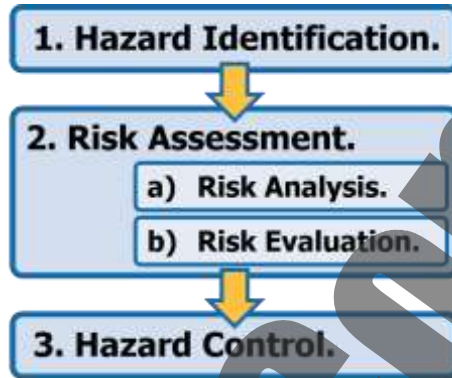 1. Hazard Identification.
2. Risk Assessment.
a) Risk Analysis.
b) Risk Evaluation.
3. Hazard Control.